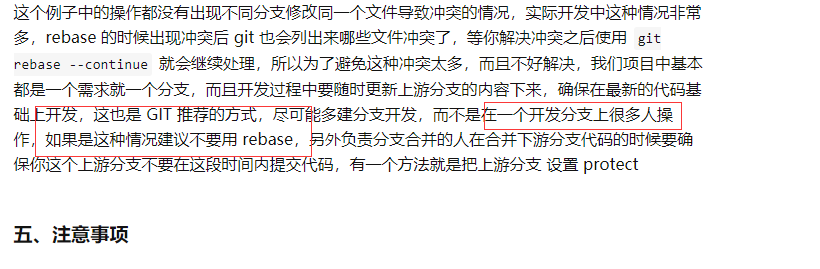 这个例子中的操作都没有出现不同分支修改同一个文件导致冲突的情况，实际开发中这种情况非常
多，rebase 的时候出现冲突后 git 也会列出来哪些文件冲突了，等你解决冲突之后使用 git
rebase --continue 就会继续处理，所以为了避免这种冲突太多，而且不好解决，我们项目中基本
都是一个需求就一个分支，而且开发过程中要随时更新上游分支的内容下来，确保在最新的代码基
础上开发，这也是 GIT 推荐的方式，尽可能多建分支开发，而不是在一个开发分支上很多人操
作，如果是这种情况建议不要用 rebase，另外负责分支合并的人在合并下游分支代码的时候要确
保你这个上游分支不要在这段时间内提交代码，有一个方法就是把上游分支 设置 protect
五、注意事项